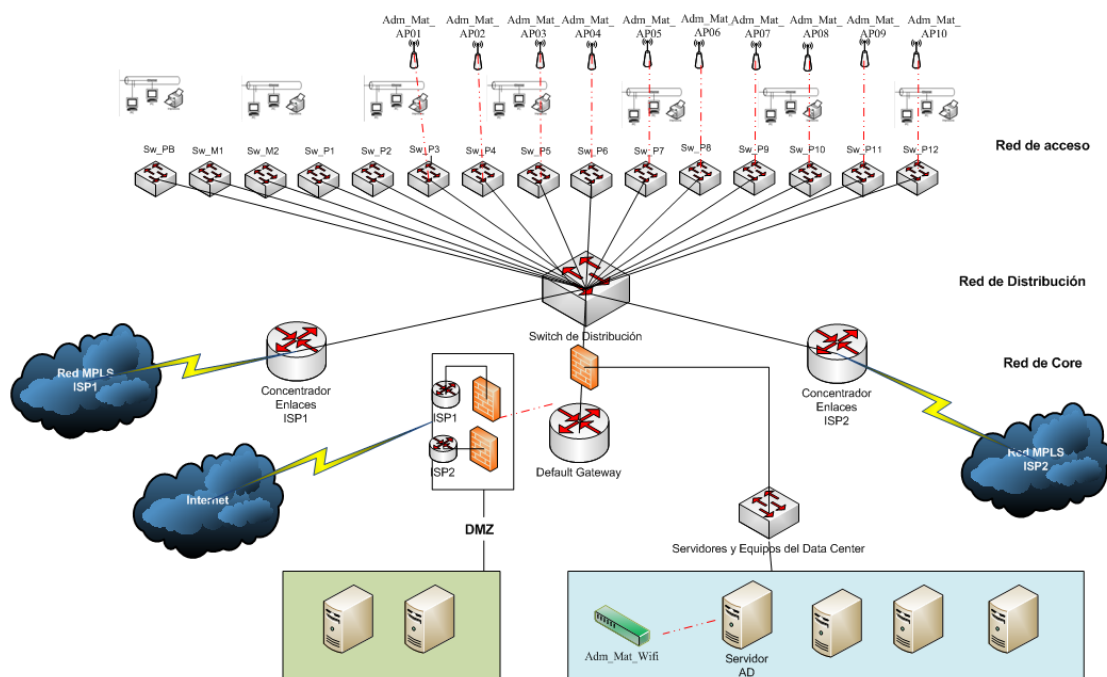 Adm_Mat_
AP01
Adm_Mat_
AP02
Adm_Mat_
AP03
Adm_Mat_
AP04
Adm_Mat_
AP05
Adm_Mat_
AP06
Adm_Mat_
AP07
Adm_Mat_
AP08
Adm_Mat_
AP09
Adm_Mat_
AP10
Red de acceso
Sw_PB
Sw_M1
Sw_M2
Sw_P1
Sw_P2
Sw_P3
Sw_P4
Sw_P5
Sw_P6
Sw_P7
Sw_P8
Sw_P9
Sw_P10
Sw_P11
Sw_P12
Red de Distribución
Switch de Distribución
Red de Core
Red MPLS
ISP1
Concentrador
Enlaces
ISP1
ISP1
ISP2
Default Gateway
Concentrador
Enlaces
ISP2
Red MPLS
ISP2
Internet
DMZ
Servidores y Equipos del Data Center
Adm_Mat_Wifi
Servidor
AD